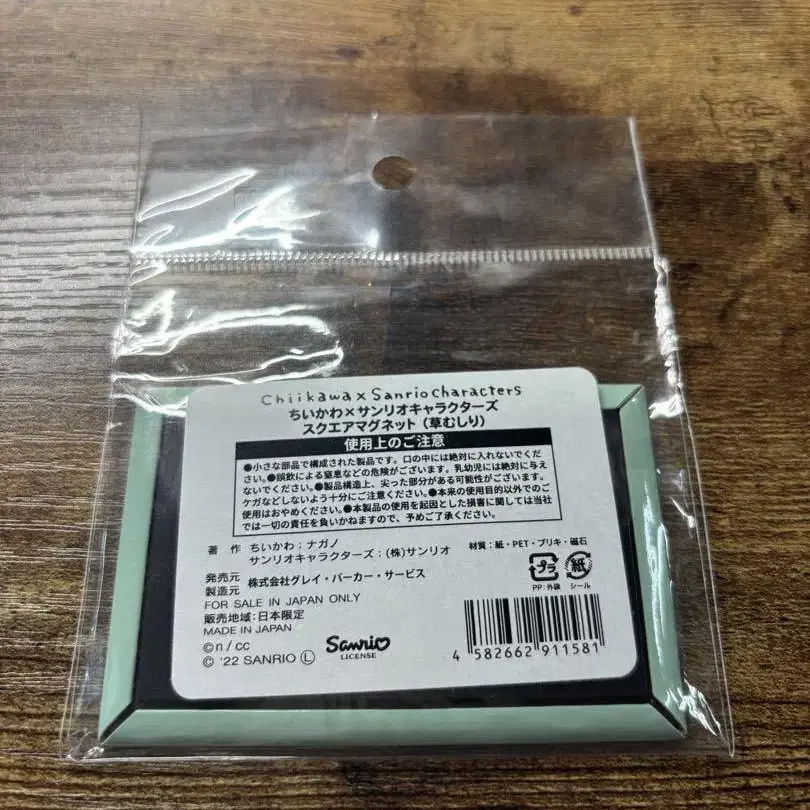 Chiikawa x Sanrio characters
ちいかわ×サンリオキャラクターズ
スクエアマグネット（草むしり）
使用上のご注意
●小さな部品で構成された製品です。口の中には絶対に入れないでくだ
さい。●誤飲による窒息などの危険がございます。乳幼児には絶対に与え
ないでください。●製品構造上、尖った部分がある可能性がございます。
ケガなどしないよう十分にご注意ください。●本来の使用目的以外でのご
使用はおやめください。●本製品の使用を起因とした損害に関しては当社
では一切の責任を負いかねますので、予めご了承ください。
著　作　ちいかわ：ナガノ
サンリオキャラクターズ：（株）サンリオ
材質：紙・PET・ブリキ・磁石
発売元
製造元
株式会社グレイ・パーカー・サービス
プラ
紙
PP：外袋
シール
FOR SALE IN JAPAN ONLY
販売地域：日本限定
MADE IN JAPAN
©n / cc
© '22 SANRIO Ⓛ
Sanrio
LICENSE
4 582662 911581